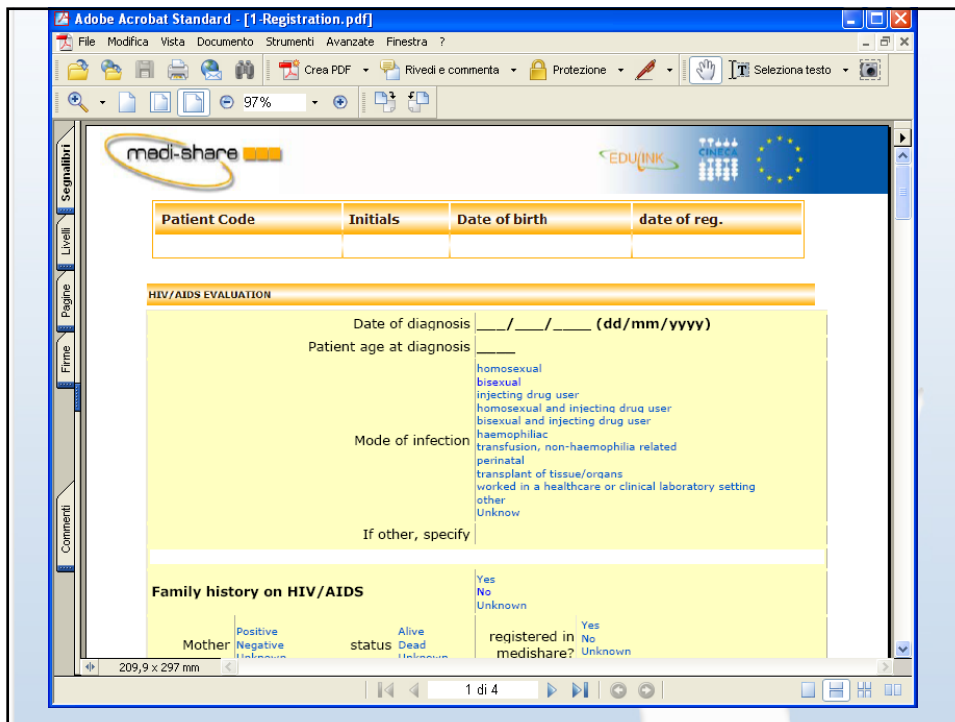 Adobe Acrobat Standard - [1-Registration.pdf]
File Modifica Vista Documento Strumenti Avanzate Finestra ?
Crea PDF Rivedi e commenta Protezione Seleziona testo
97%
Segnalibri
Livelli
Pagine
Firme
Commenti
medi-share
EDULINK
CINECA
Patient Code Initials Date of birth date of reg.
HIV/AIDS EVALUATION
Date of diagnosis ___/___/____ (dd/mm/yyyy)
Patient age at diagnosis ____
Mode of infection
homosexual
bisexual
injecting drug user
homosexual and injecting drug user
bisexual and injecting drug user
haemophiliac
transfusion, non-haemophilia related
perinatal
transplant of tissue/organs
worked in a healthcare or clinical laboratory setting
other
Unknow
If other, specify
Family history on HIV/AIDS
Yes
No
Unknown
Mother
Positive
Negative
Unknown
status
Alive
Dead
Unknown
registered in
medishare?
Yes
No
Unknown
209,9 x 297 mm
1 di 4